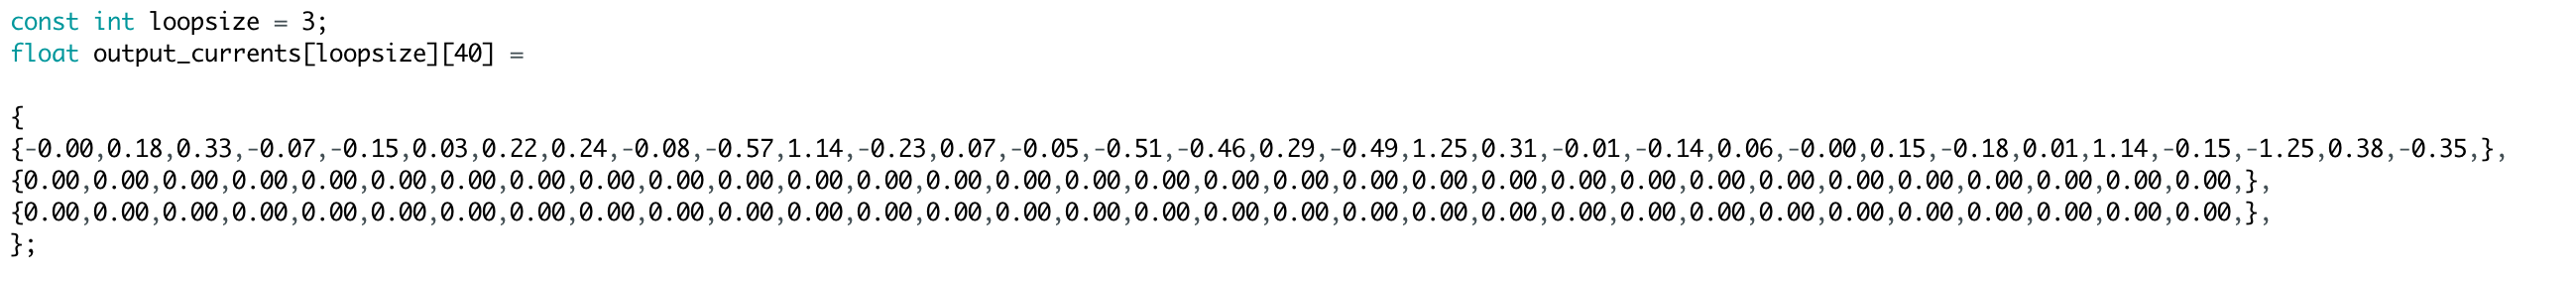 const int loopsize = 3;
float output_currents[loopsize][40] =
{
{-0.00,0.18,0.33,-0.07,-0.15,0.03,0.22,0.24,-0.08,-0.57,1.14,-0.23,0.07,-0.05,-0.51,-0.46,0.29,-0.49,1.25,0.31,-0.01,-0.14,0.06,-0.00,0.15,-0.18,0.01,1.14,-0.15,-1.25,0.38,-0.35,},
{0.00,0.00,0.00,0.00,0.00,0.00,0.00,0.00,0.00,0.00,0.00,0.00,0.00,0.00,0.00,0.00,0.00,0.00,0.00,0.00,0.00,0.00,0.00,0.00,0.00,0.00,0.00,0.00,0.00,0.00,0.00,0.00,},
{0.00,0.00,0.00,0.00,0.00,0.00,0.00,0.00,0.00,0.00,0.00,0.00,0.00,0.00,0.00,0.00,0.00,0.00,0.00,0.00,0.00,0.00,0.00,0.00,0.00,0.00,0.00,0.00,0.00,0.00,0.00,0.00,},
};